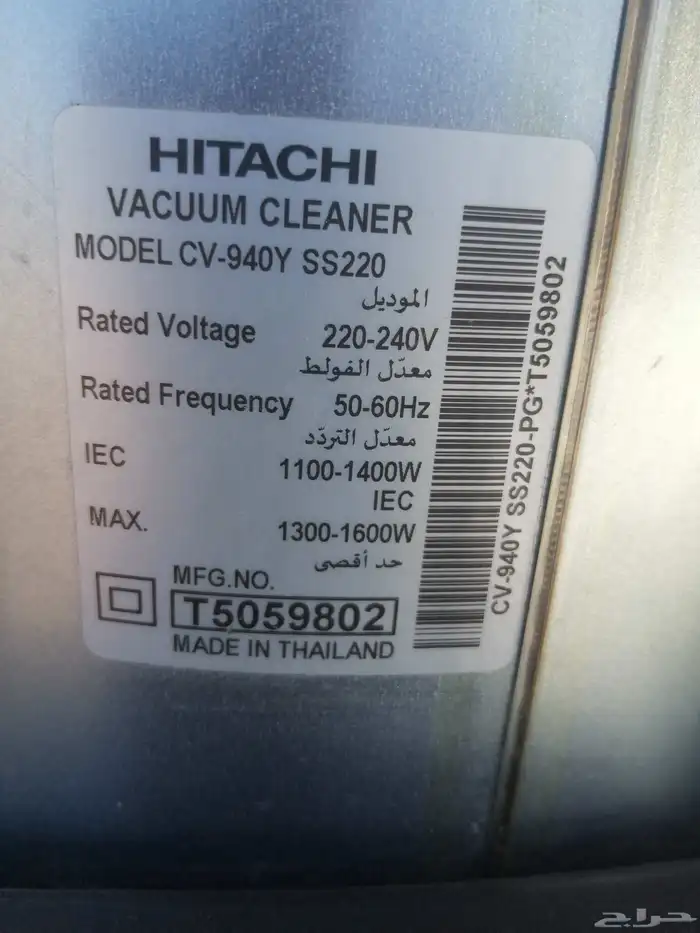 HITACHI
VACUUM CLEANER
MODEL CV-940Y SS220
الموديل
Rated Voltage 220-240V
معدّل الفولط
Rated Frequency 50-60Hz
معدّل التردّد
IEC 1100-1400W
IEC
MAX. 1300-1600W
حد أقصى
MFG.NO.
T5059802
MADE IN THAILAND
CV-940Y SS220-PG*T5059802
حراج